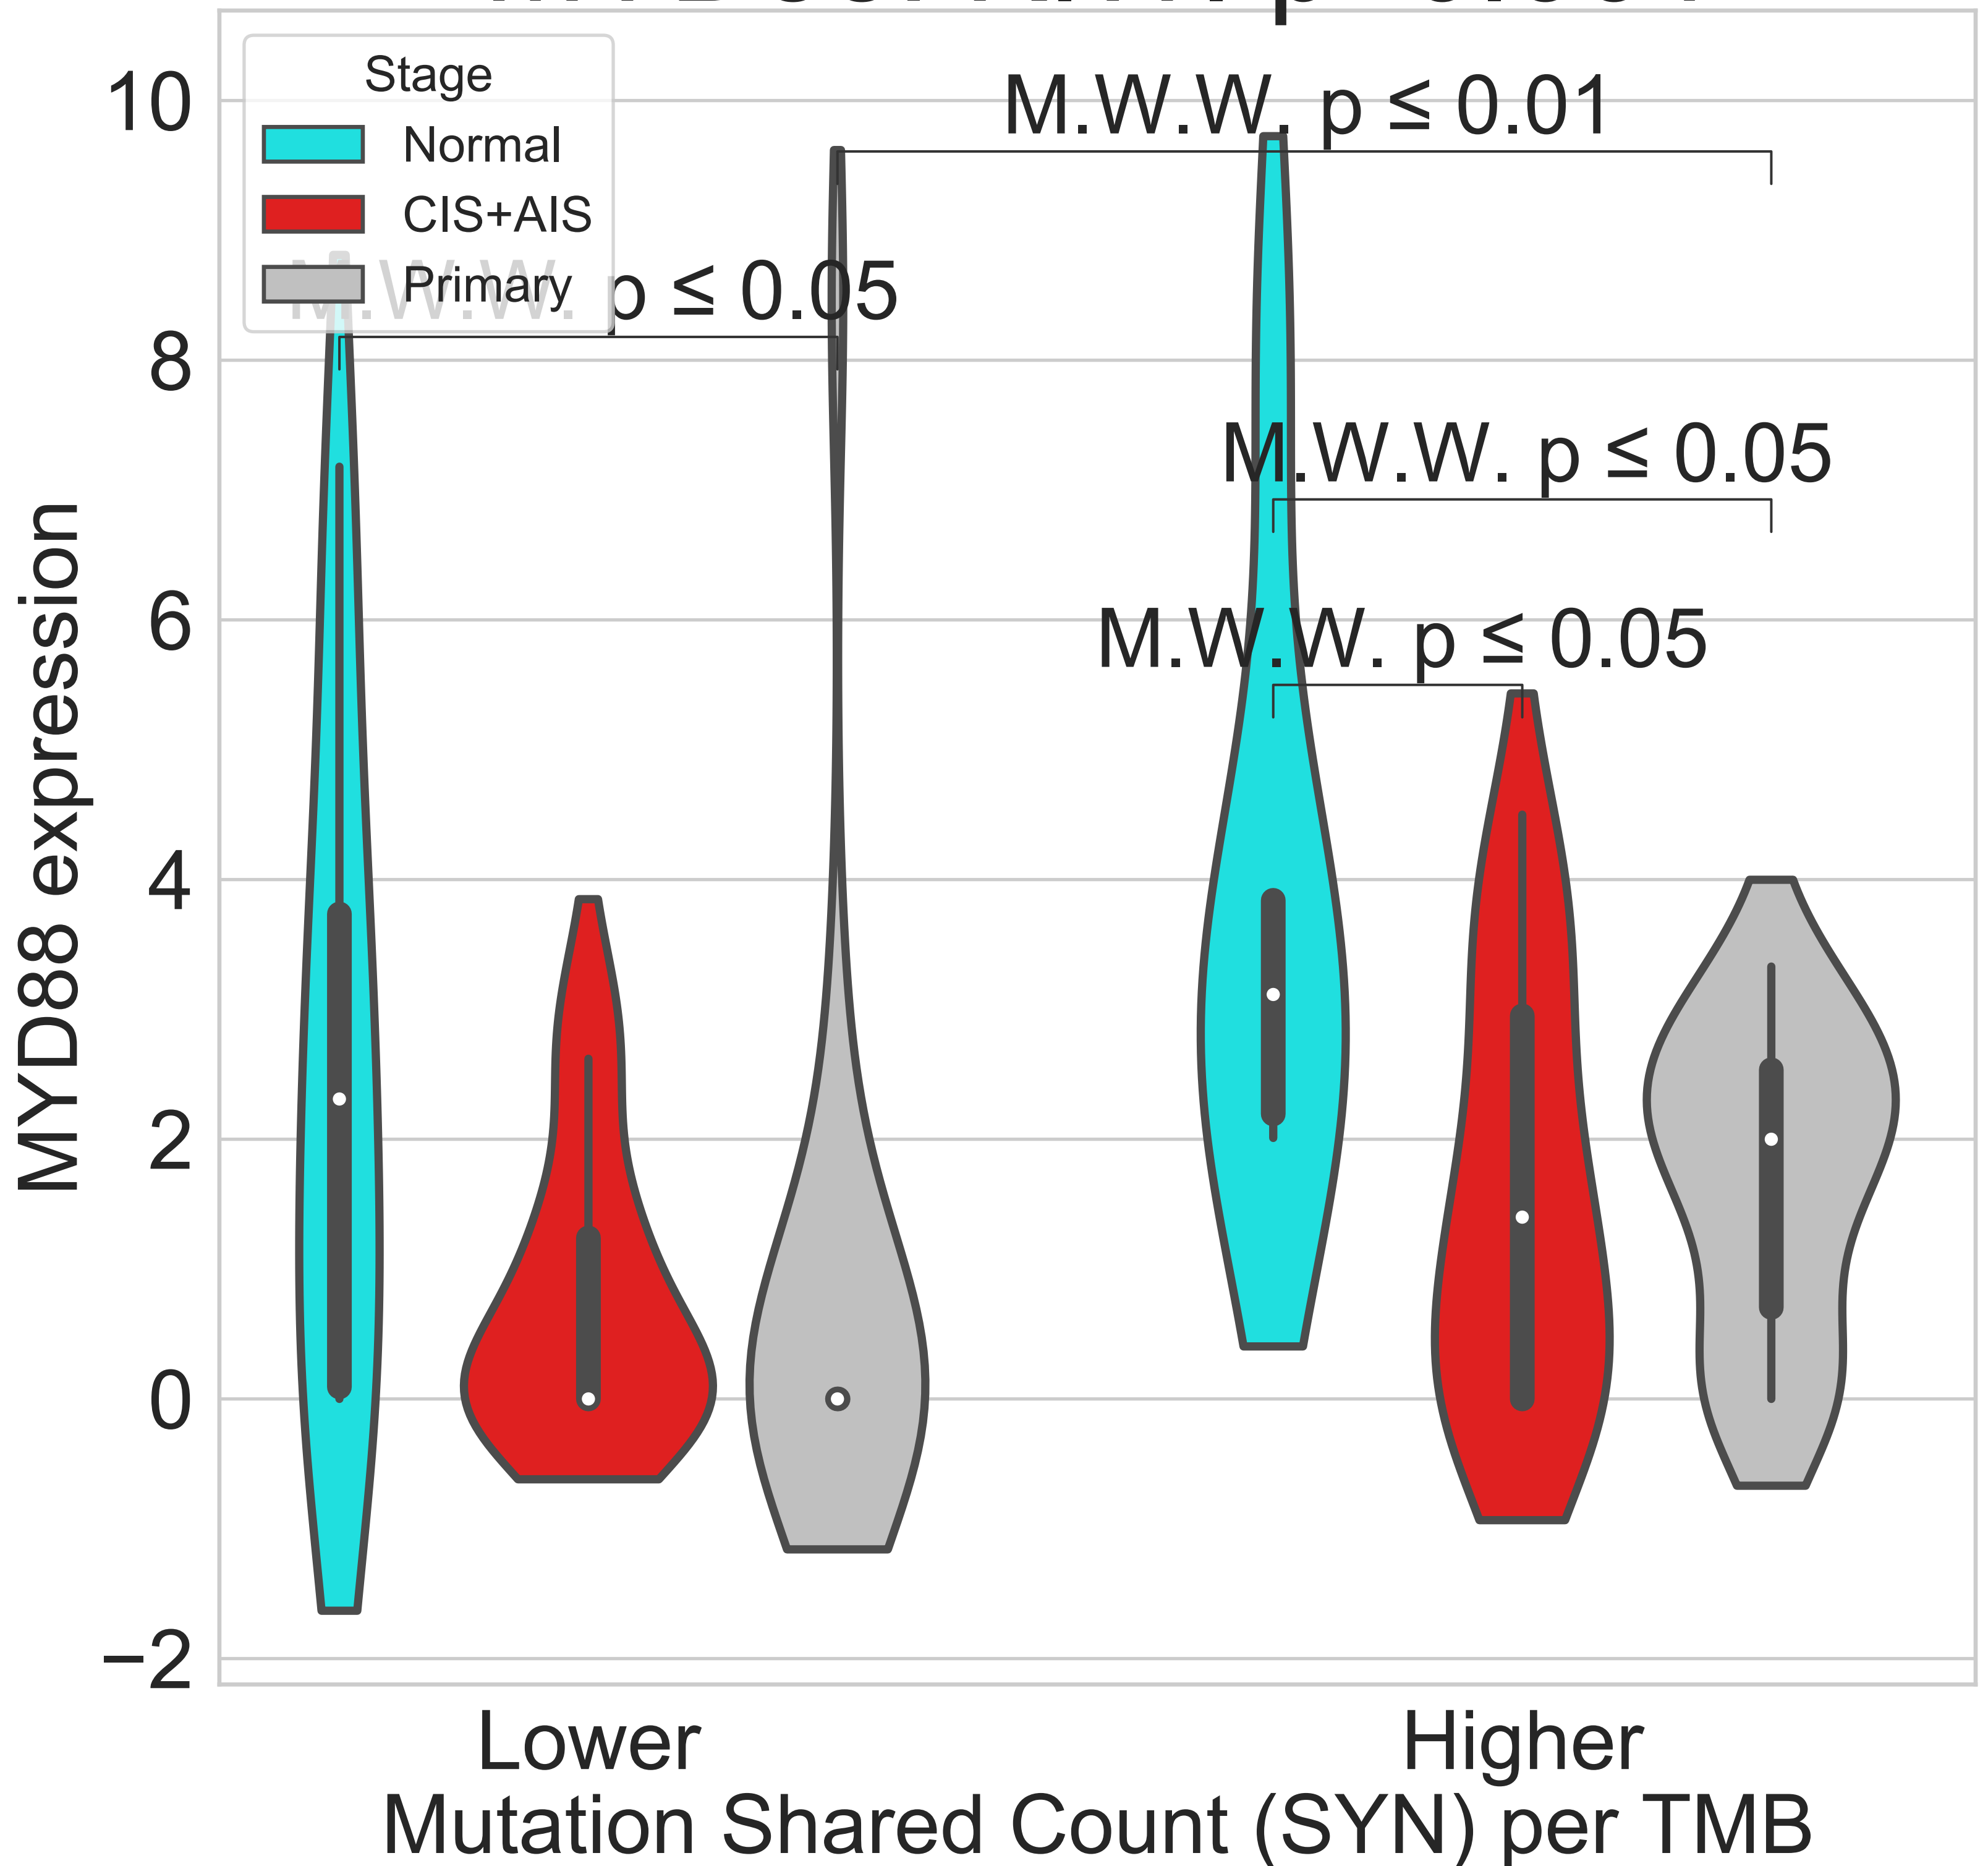 Stage
Normal
CIS+AIS
Primary
10
8
6
4
2
0
−2
MYD88 expression
M.W.W. p ≤ 0.01
M.W.W. p ≤ 0.05
M.W.W. p ≤ 0.05
M.W.W. p ≤ 0.05
Lower
Higher
Mutation Shared Count (SYN) per TMB